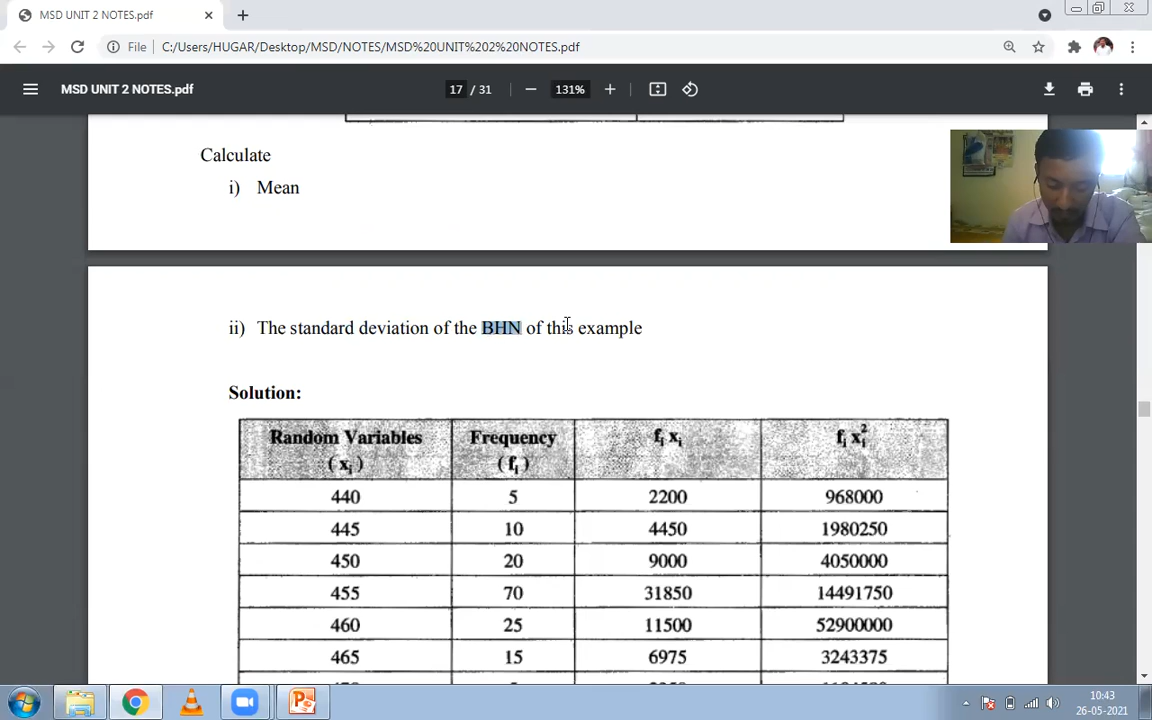 MSD UNIT 2 NOTES.pdf
File C:/Users/HUGAR/Desktop/MSD/NOTES/MSD%20UNIT%202%20NOTES.pdf
MSD UNIT 2 NOTES.pdf 17 / 31 131%
Calculate
i) Mean
ii) The standard deviation of the BHN of this example
Solution:
Random Variables (xi) Frequency (fi) fi xi fi xi²
440 5 2200 968000
445 10 4450 1980250
450 20 9000 4050000
455 70 31850 14491750
460 25 11500 52900000
465 15 6975 3243375
10:43
26-05-2021